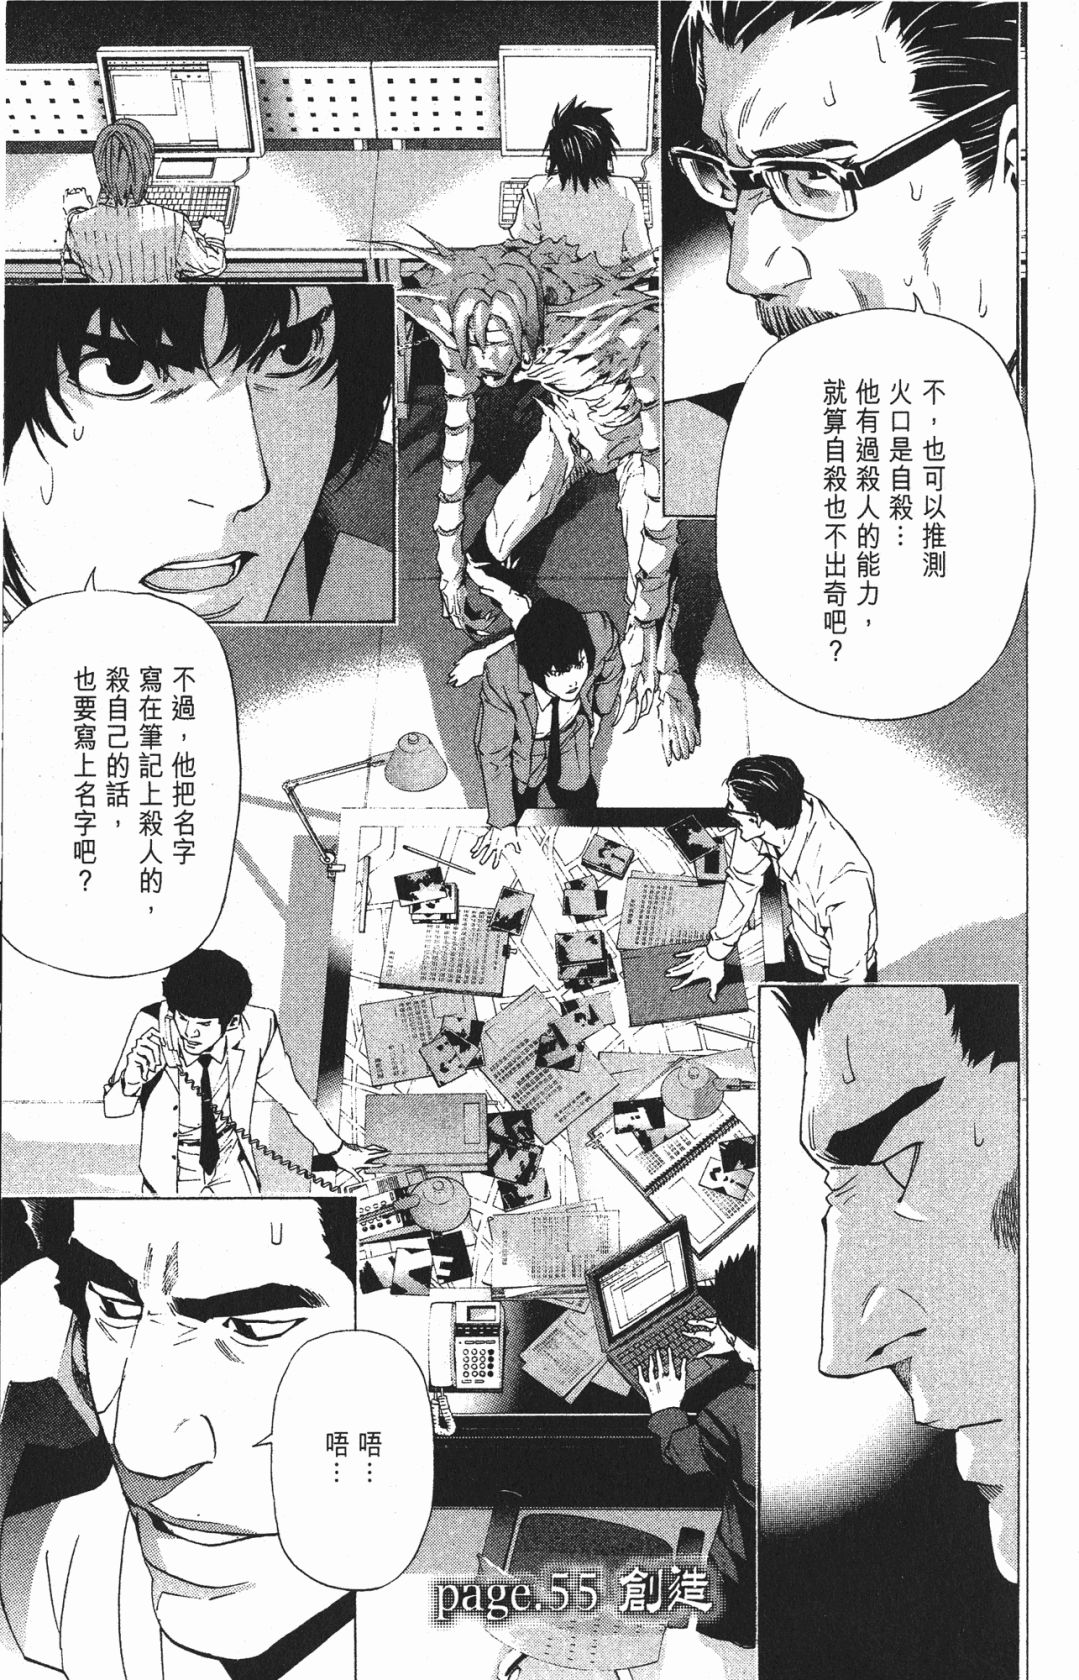 不，也可以推測
火口是自殺…
他有過殺人的能力，
就算自殺也不出奇吧？
不過，他把名字
寫在筆記上殺人的，
殺自己的話，
也要寫上名字吧？
唔…
唔…
page.55 創造